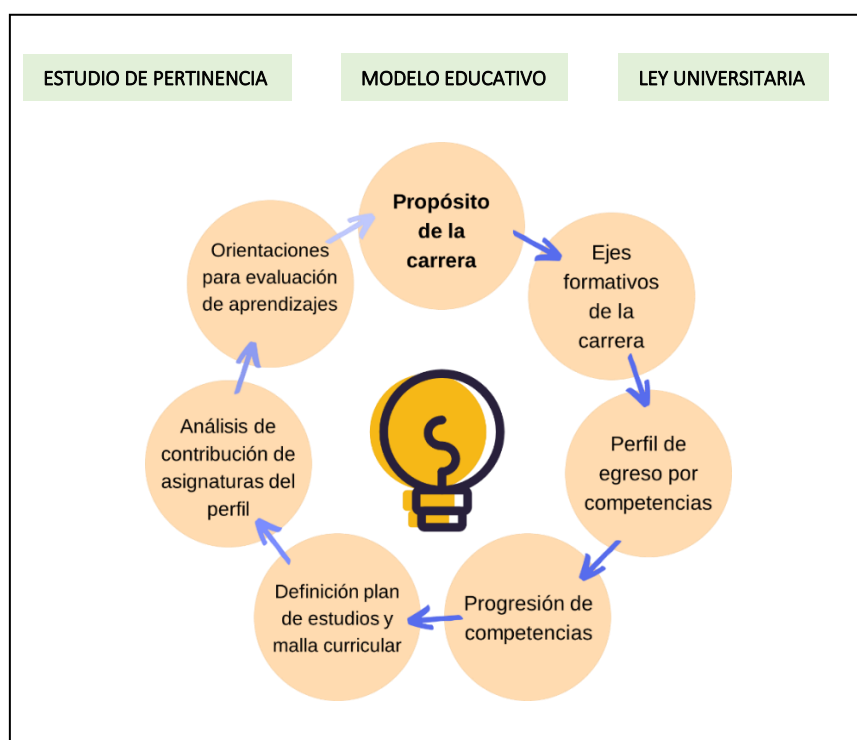 ESTUDIO DE PERTINENCIA
MODELO EDUCATIVO
LEY UNIVERSITARIA
Propósito
de la
carrera
Ejes
formativos
de la
carrera
Perfil de
egreso por
competencias
Progresión de
competencias
Definición plan
de estudios y
malla curricular
Análisis de
contribución de
asignaturas del
perfil
Orientaciones
para evaluación
de aprendizajes